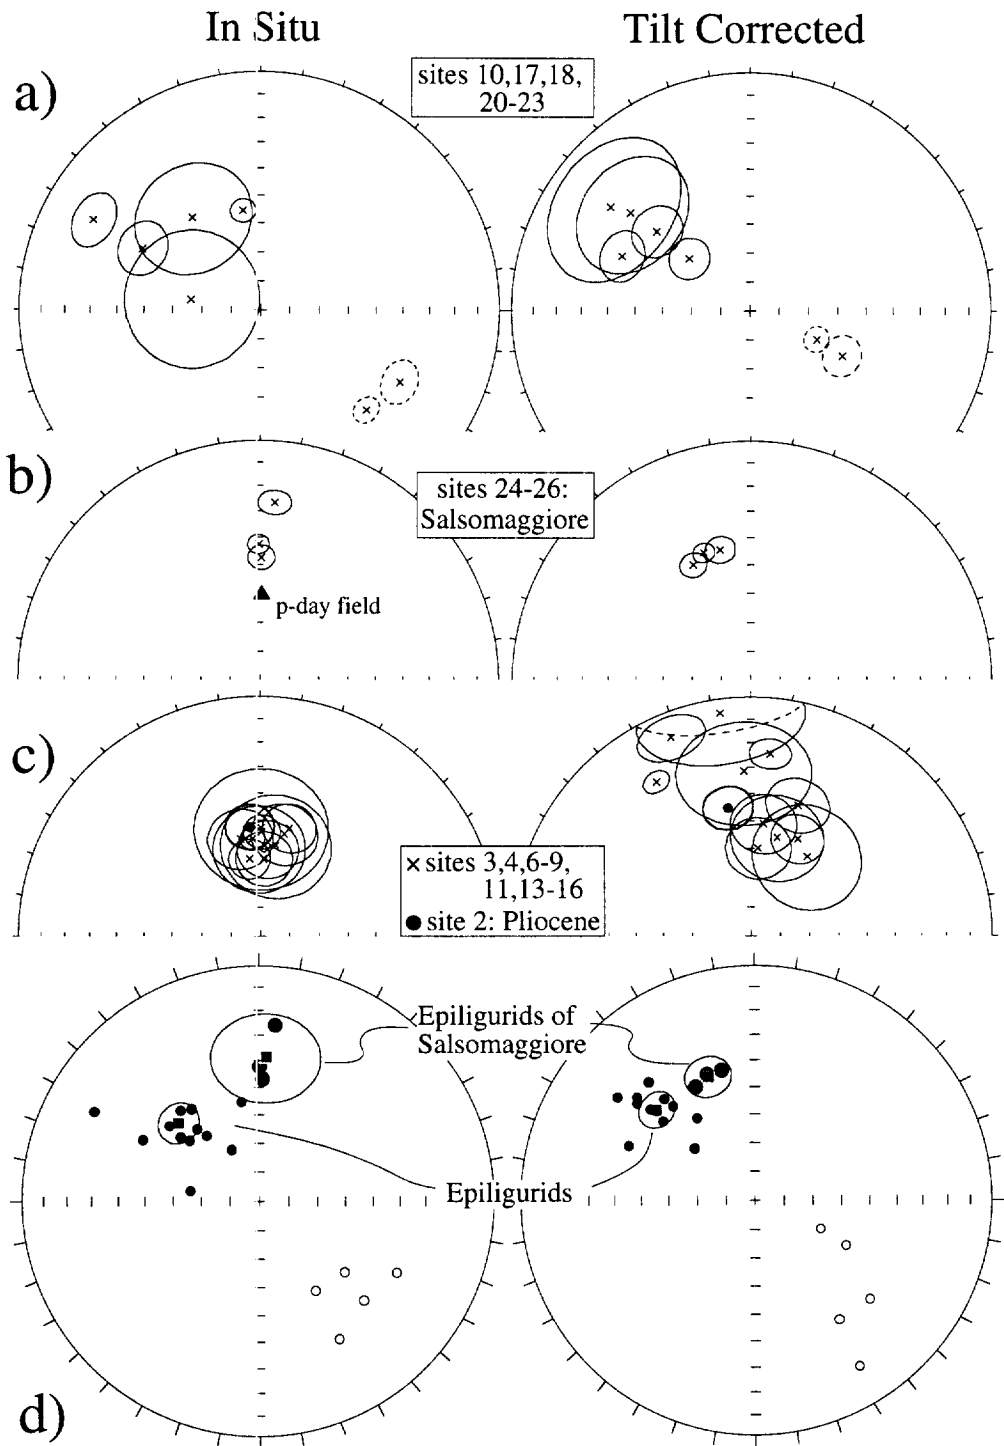 In Situ
Tilt Corrected
a)
sites 10,17,18,
20-23
b)
sites 24-26:
Salsomaggiore
p-day field
c)
× sites 3,4,6-9,
11,13-16
● site 2: Pliocene
Epiligurids of
Salsomaggiore
Epiligurids
d)